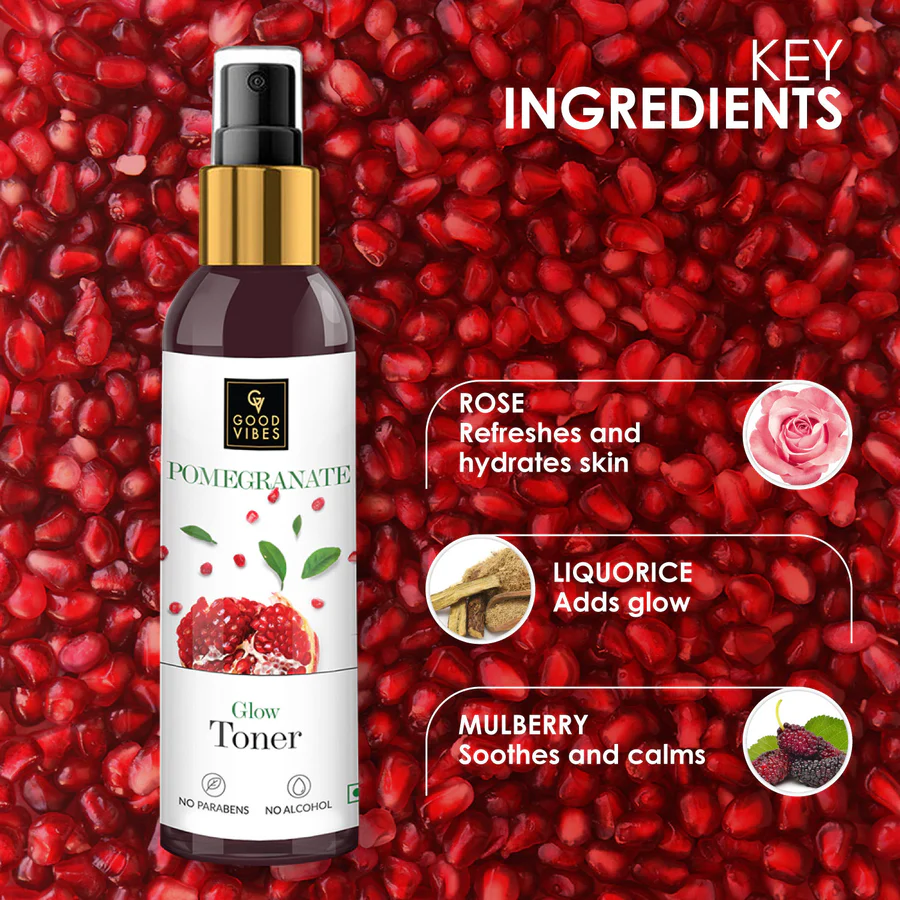 KEY
INGREDIENTS
GV
GOOD
VIBES
POMEGRANATE
Glow
Toner
NO PARABENS
NO ALCOHOL
ROSE
Refreshes and
hydrates skin
LIQUORICE
Adds glow
MULBERRY
Soothes and calms